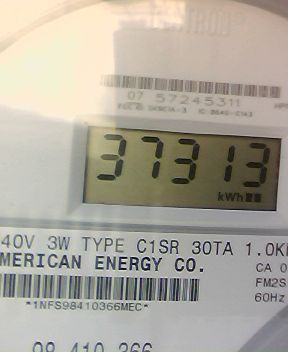 07 57245311
37313
kWh
40V 3W TYPE C1SR 30TA 1.0K
MERICAN ENERGY CO.
CA 0
FM2S
60Hz
*1NFS98410366MEC*
98 410 366